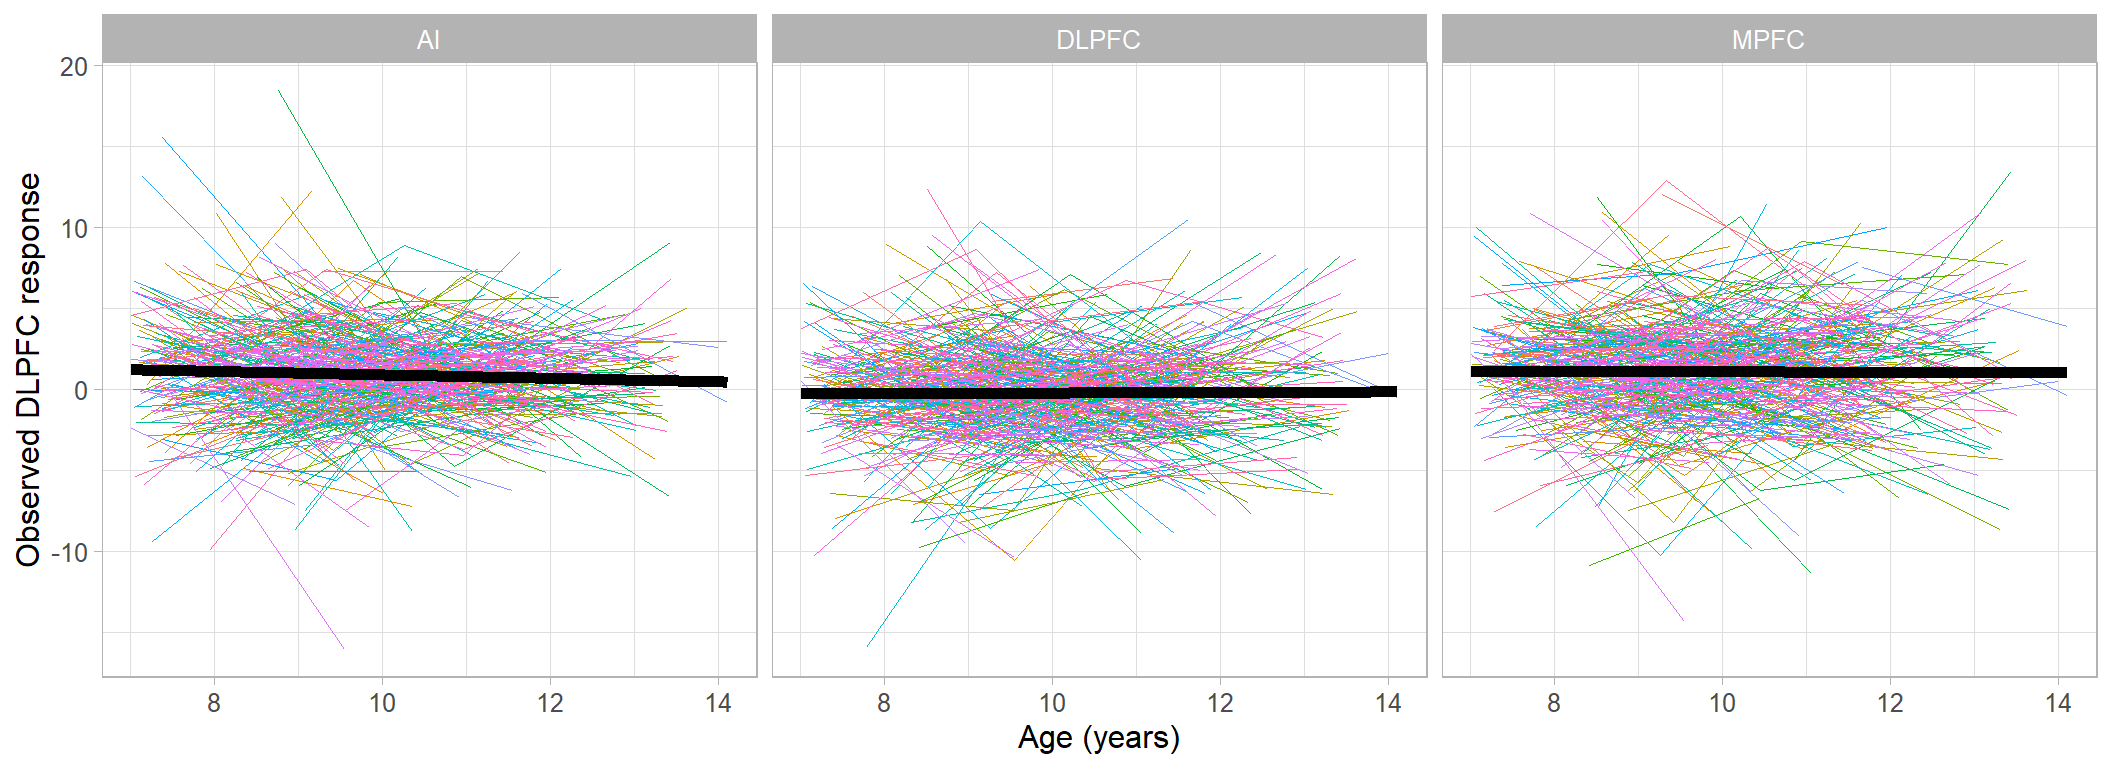 AI DLPFC MPFC
Observed DLPFC response
20
10
0
-10
8 10 12 14 8 10 12 14 8 10 12 14
Age (years)